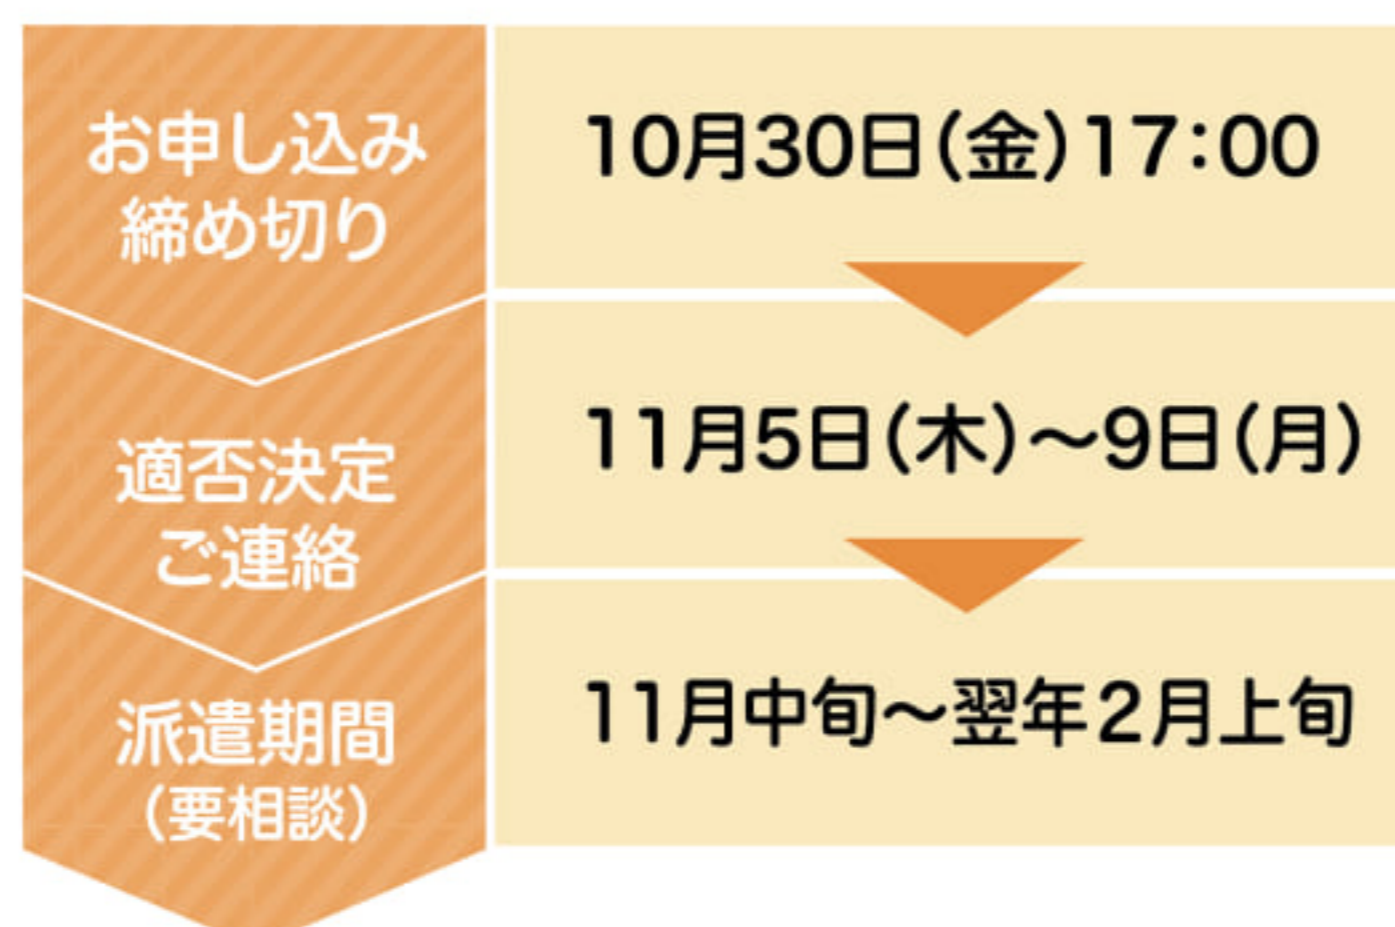 お申し込み
締め切り
10月30日(金)17:00
適否決定
ご連絡
11月5日(木)〜9日(月)
派遣期間
(要相談)
11月中旬〜翌年2月上旬